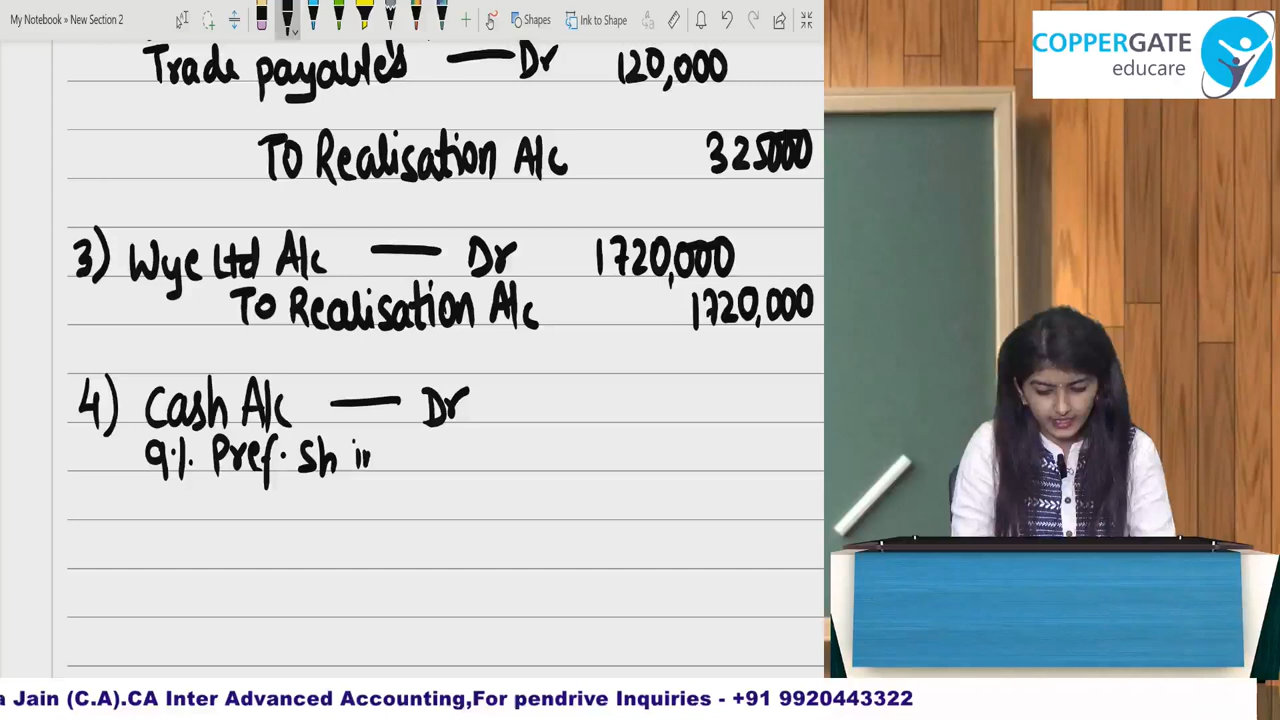 My Notebook » New Section 2
Shapes
Ink to Shape
COPPERGATE
educare
Trade payables — Dr 120,000
To Realisation A/c 325000
3) Wye Ltd A/c — Dr 1720,000
To Realisation A/c 1720,000
4) Cash A/c — Dr
9%. Pref. Sh in
a Jain (C.A).CA Inter Advanced Accounting,For pendrive Inquiries - +91 9920443322